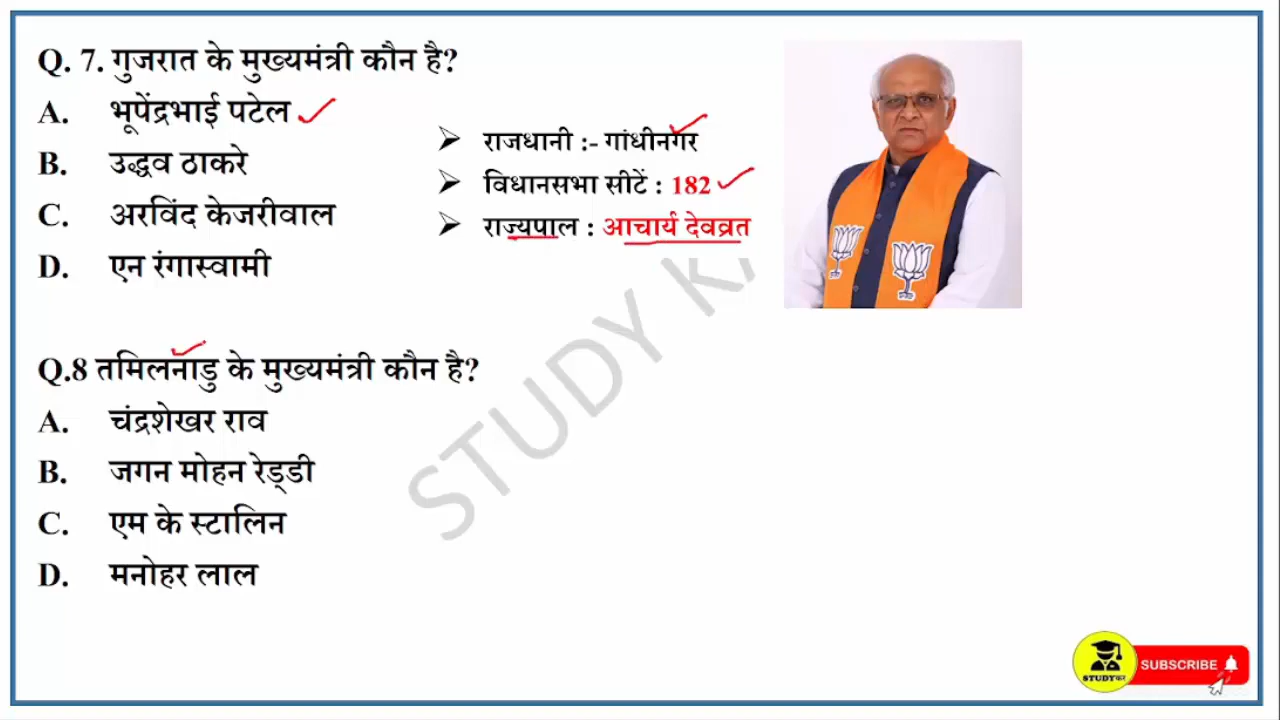 Q. 7. गुजरात के मुख्यमंत्री कौन है?
A. भूपेंद्रभाई पटेल
B. उद्धव ठाकरे
C. अरविंद केजरीवाल
D. एन रंगास्वामी
➢ राजधानी :- गांधीनगर
➢ विधानसभा सीटें : 182
➢ राज्यपाल : आचार्य देवव्रत
Q.8 तमिलनाडु के मुख्यमंत्री कौन है?
A. चंद्रशेखर राव
B. जगन मोहन रेड्डी
C. एम के स्टालिन
D. मनोहर लाल
STUDY
STUDYकर
SUBSCRIBE